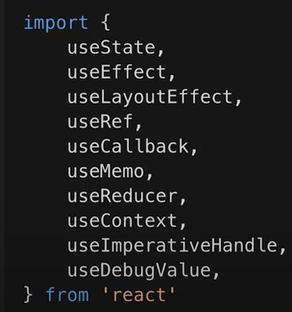 import {
    useState,
    useEffect,
    useLayoutEffect,
    useRef,
    useCallback,
    useMemo,
    useReducer,
    useContext,
    useImperativeHandle,
    useDebugValue,
} from 'react'